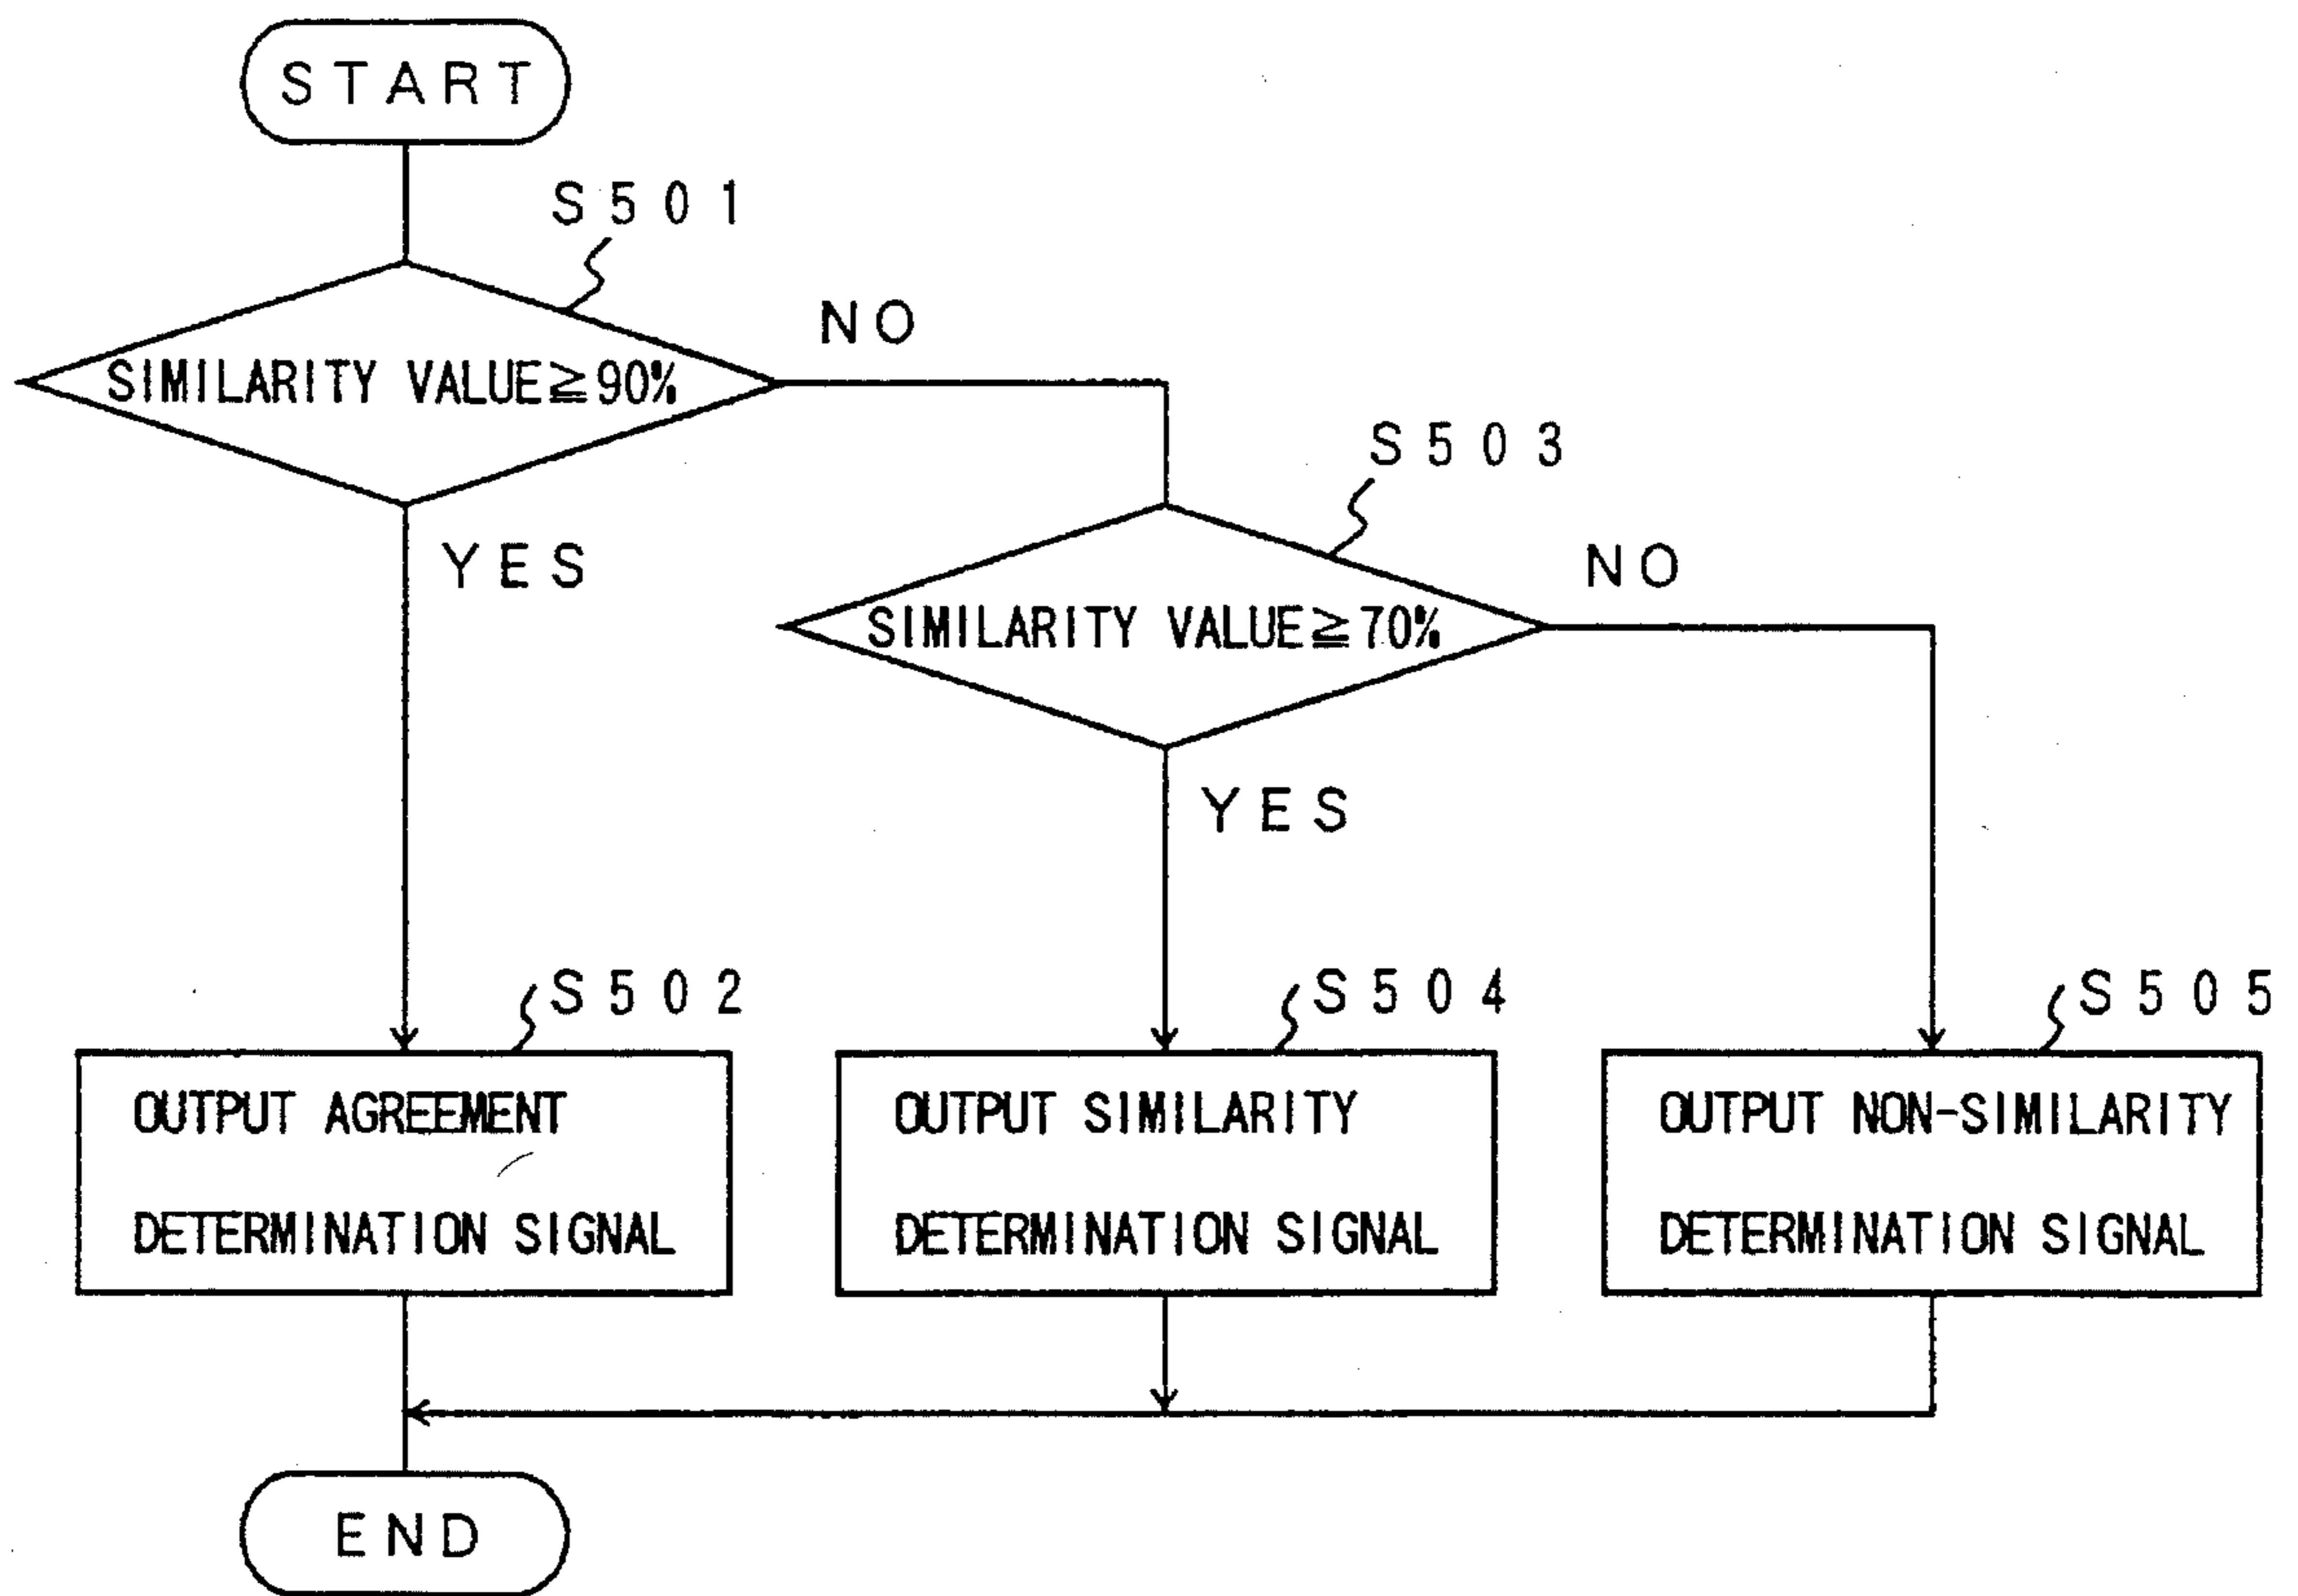 START
S501
NO
SIMILARITY VALUE≧90%
S503
YES
NO
SIMILARITY VALUE≧70%
YES
S502
S504
S505
OUTPUT AGREEMENT
DETERMINATION SIGNAL
OUTPUT SIMILARITY
DETERMINATION SIGNAL
OUTPUT NON-SIMILARITY
DETERMINATION SIGNAL
END